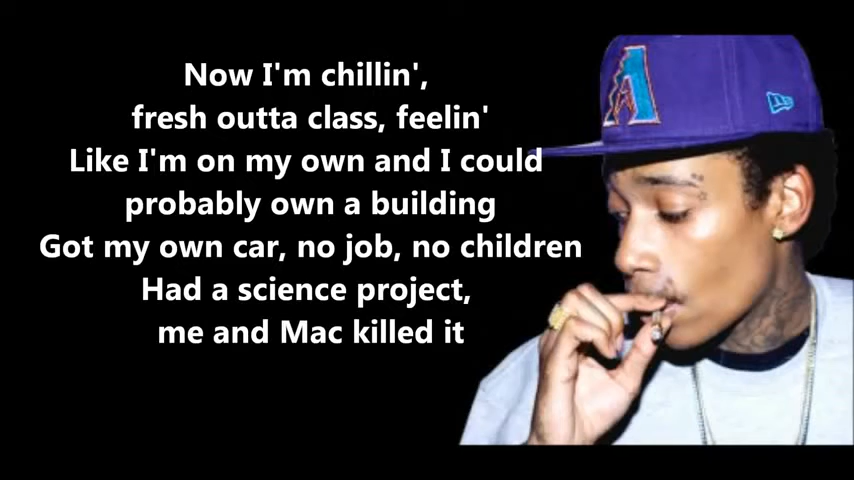 Now I'm chillin',
fresh outta class, feelin'
Like I'm on my own and I could
probably own a building
Got my own car, no job, no children
Had a science project,
me and Mac killed it
A